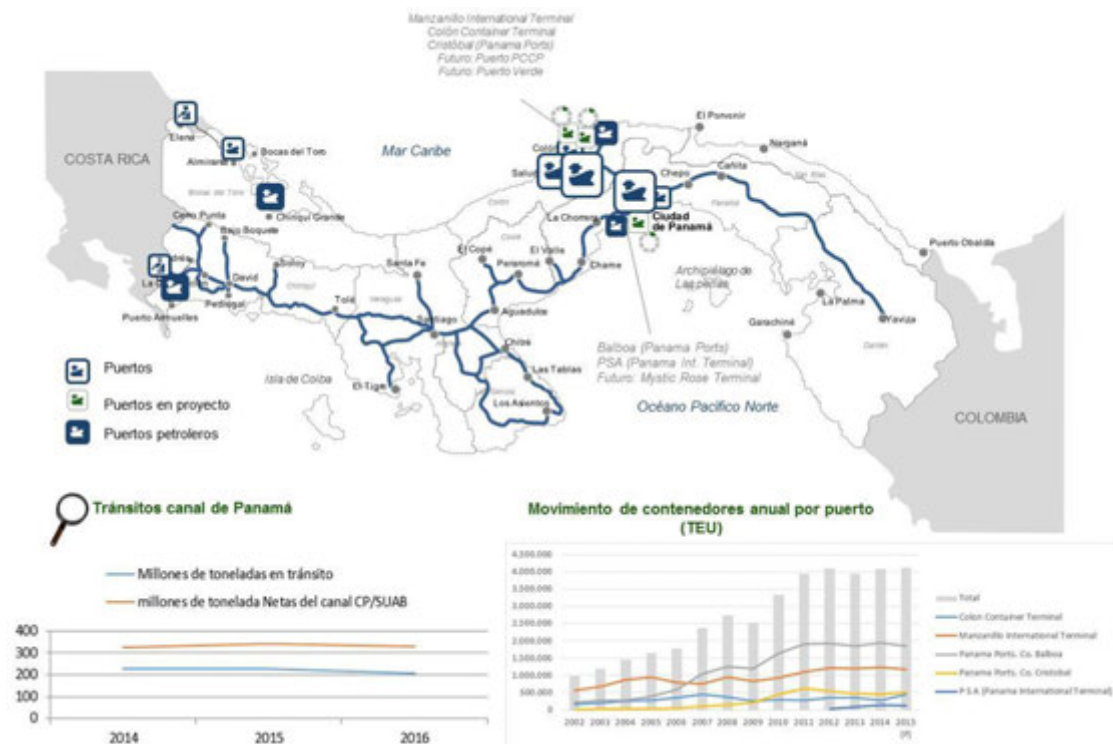 Manzanillo International Terminal
Colón Container Terminal
Cristóbal (Panama Ports)
Futuro: Puerto PCCP
Futuro: Puerto Verde
COSTA RICA
Mar Caribe
El Porvenir
Narganá
Almirante
Bocas del Toro
Bocas del Toro
Chiriquí Grande
Colón
Cañita
Chepo
Panamá
Cerro Punta
Bajo Boquete
La Chorrera
Ciudad
de Panamá
Puerto Obaldía
Soloy
Santa Fe
El Copé
El Valle
Penonomé
Chame
Archipiélago de
Las perlas
David
Pedregal
Chiriquí
Tolé
Veraguas
Aguadulce
La Palma
Yaviza
Puerto Armuelles
Santiago
Garachiné
Darién
Chitré
Balboa (Panama Ports)
PSA (Panama Int. Terminal)
Futuro: Mystic Rose Terminal
Isla de Coiba
El Tigre
Las Tablas
Los Asientos
Océano Pacífico Norte
COLOMBIA
Puertos
Puertos en proyecto
Puertos petroleros
Tránsitos canal de Panamá
Millones de toneladas en tránsito
millones de tonelada Netas del canal CP/SUAB
400
300
200
100
0
2014 2015 2016
Movimiento de contenedores anual por puerto
(TEU)
4.500.000
4.000.000
3.500.000
3.000.000
2.500.000
2.000.000
1.500.000
1.000.000
500.000
0
2002 2003 2004 2005 2006 2007 2008 2009 2010 2011 2012 2013 2014 2015
(P)
Total
Colon Container Terminal
Manzanillo International Terminal
Panama Ports. Co. Balboa
Panama Ports. Co. Cristobal
P S A (Panama International Terminal)